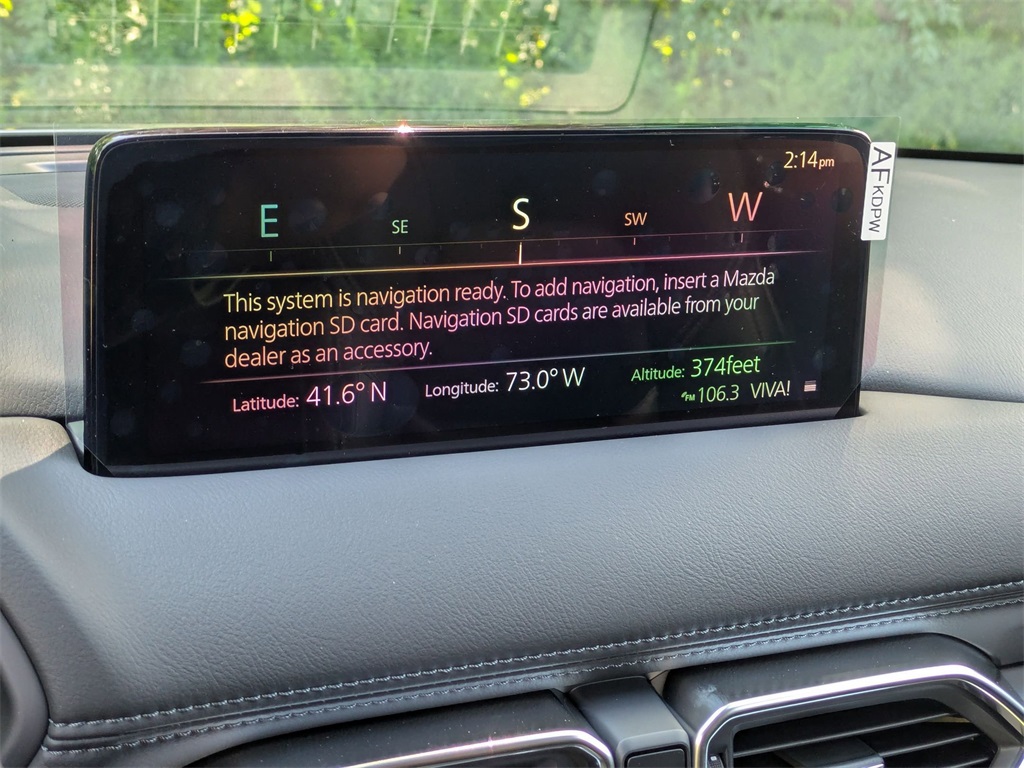 2:14pm
E SE S SW W
This system is navigation ready. To add navigation, insert a Mazda
navigation SD card. Navigation SD cards are available from your
dealer as an accessory.
Latitude: 41.6° N Longitude: 73.0° W Altitude: 374feet
FM 106.3 VIVA!
AF KDPW